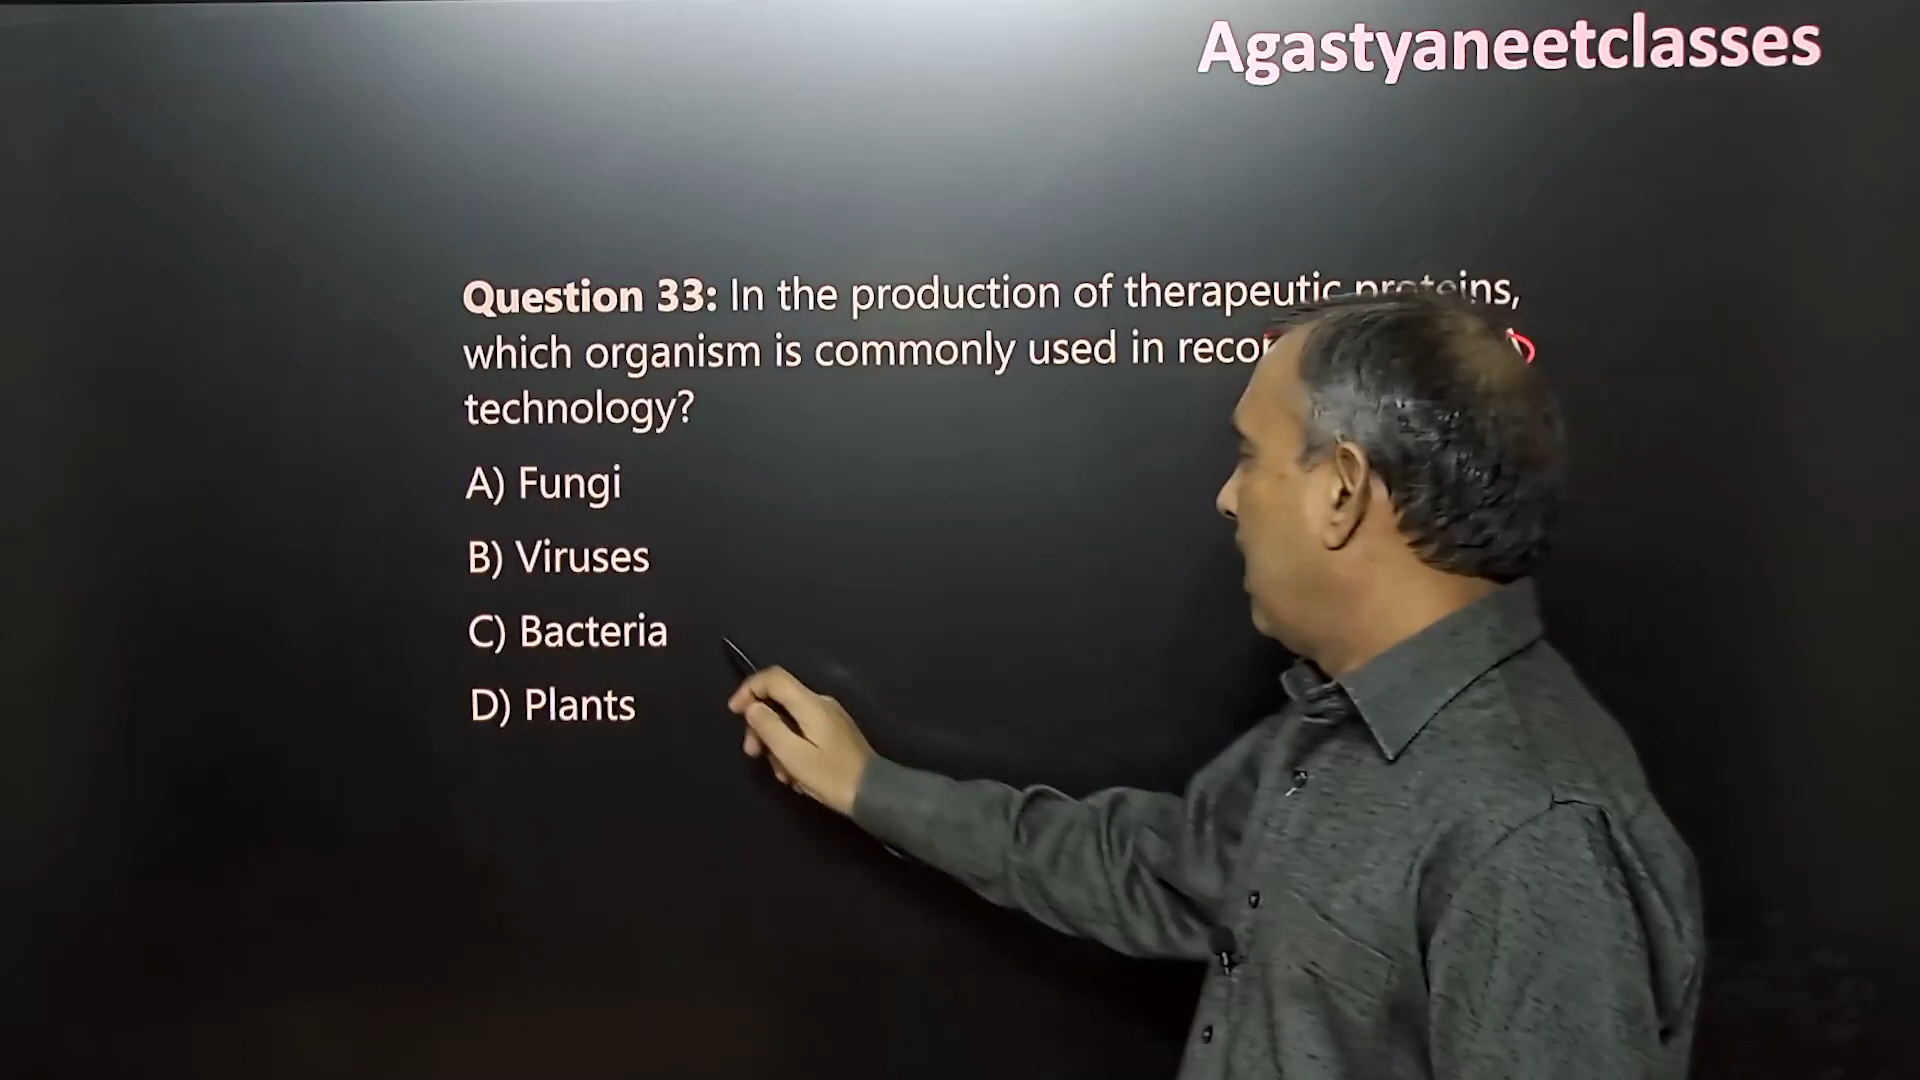 Agastyaneetclasses
Question 33: In the production of therapeutic proteins,
which organism is commonly used in
technology?
A) Fungi
B) Viruses
C) Bacteria
D) Plants